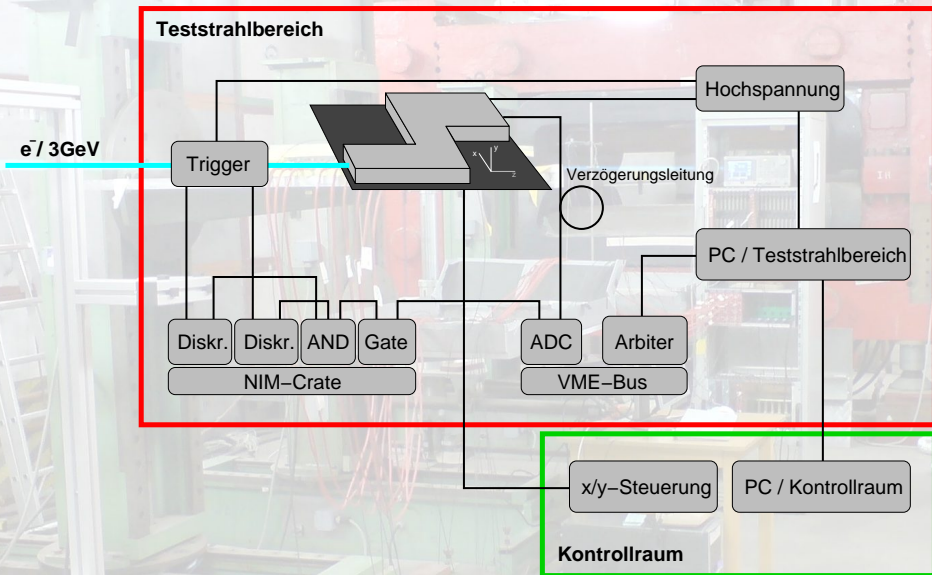 Teststrahlbereich
Hochspannung
e⁻/ 3GeV
Trigger
x
y
z
Verzögerungsleitung
PC / Teststrahlbereich
Diskr.
Diskr.
AND
Gate
ADC
Arbiter
NIM−Crate
VME−Bus
x/y−Steuerung
PC / Kontrollraum
Kontrollraum